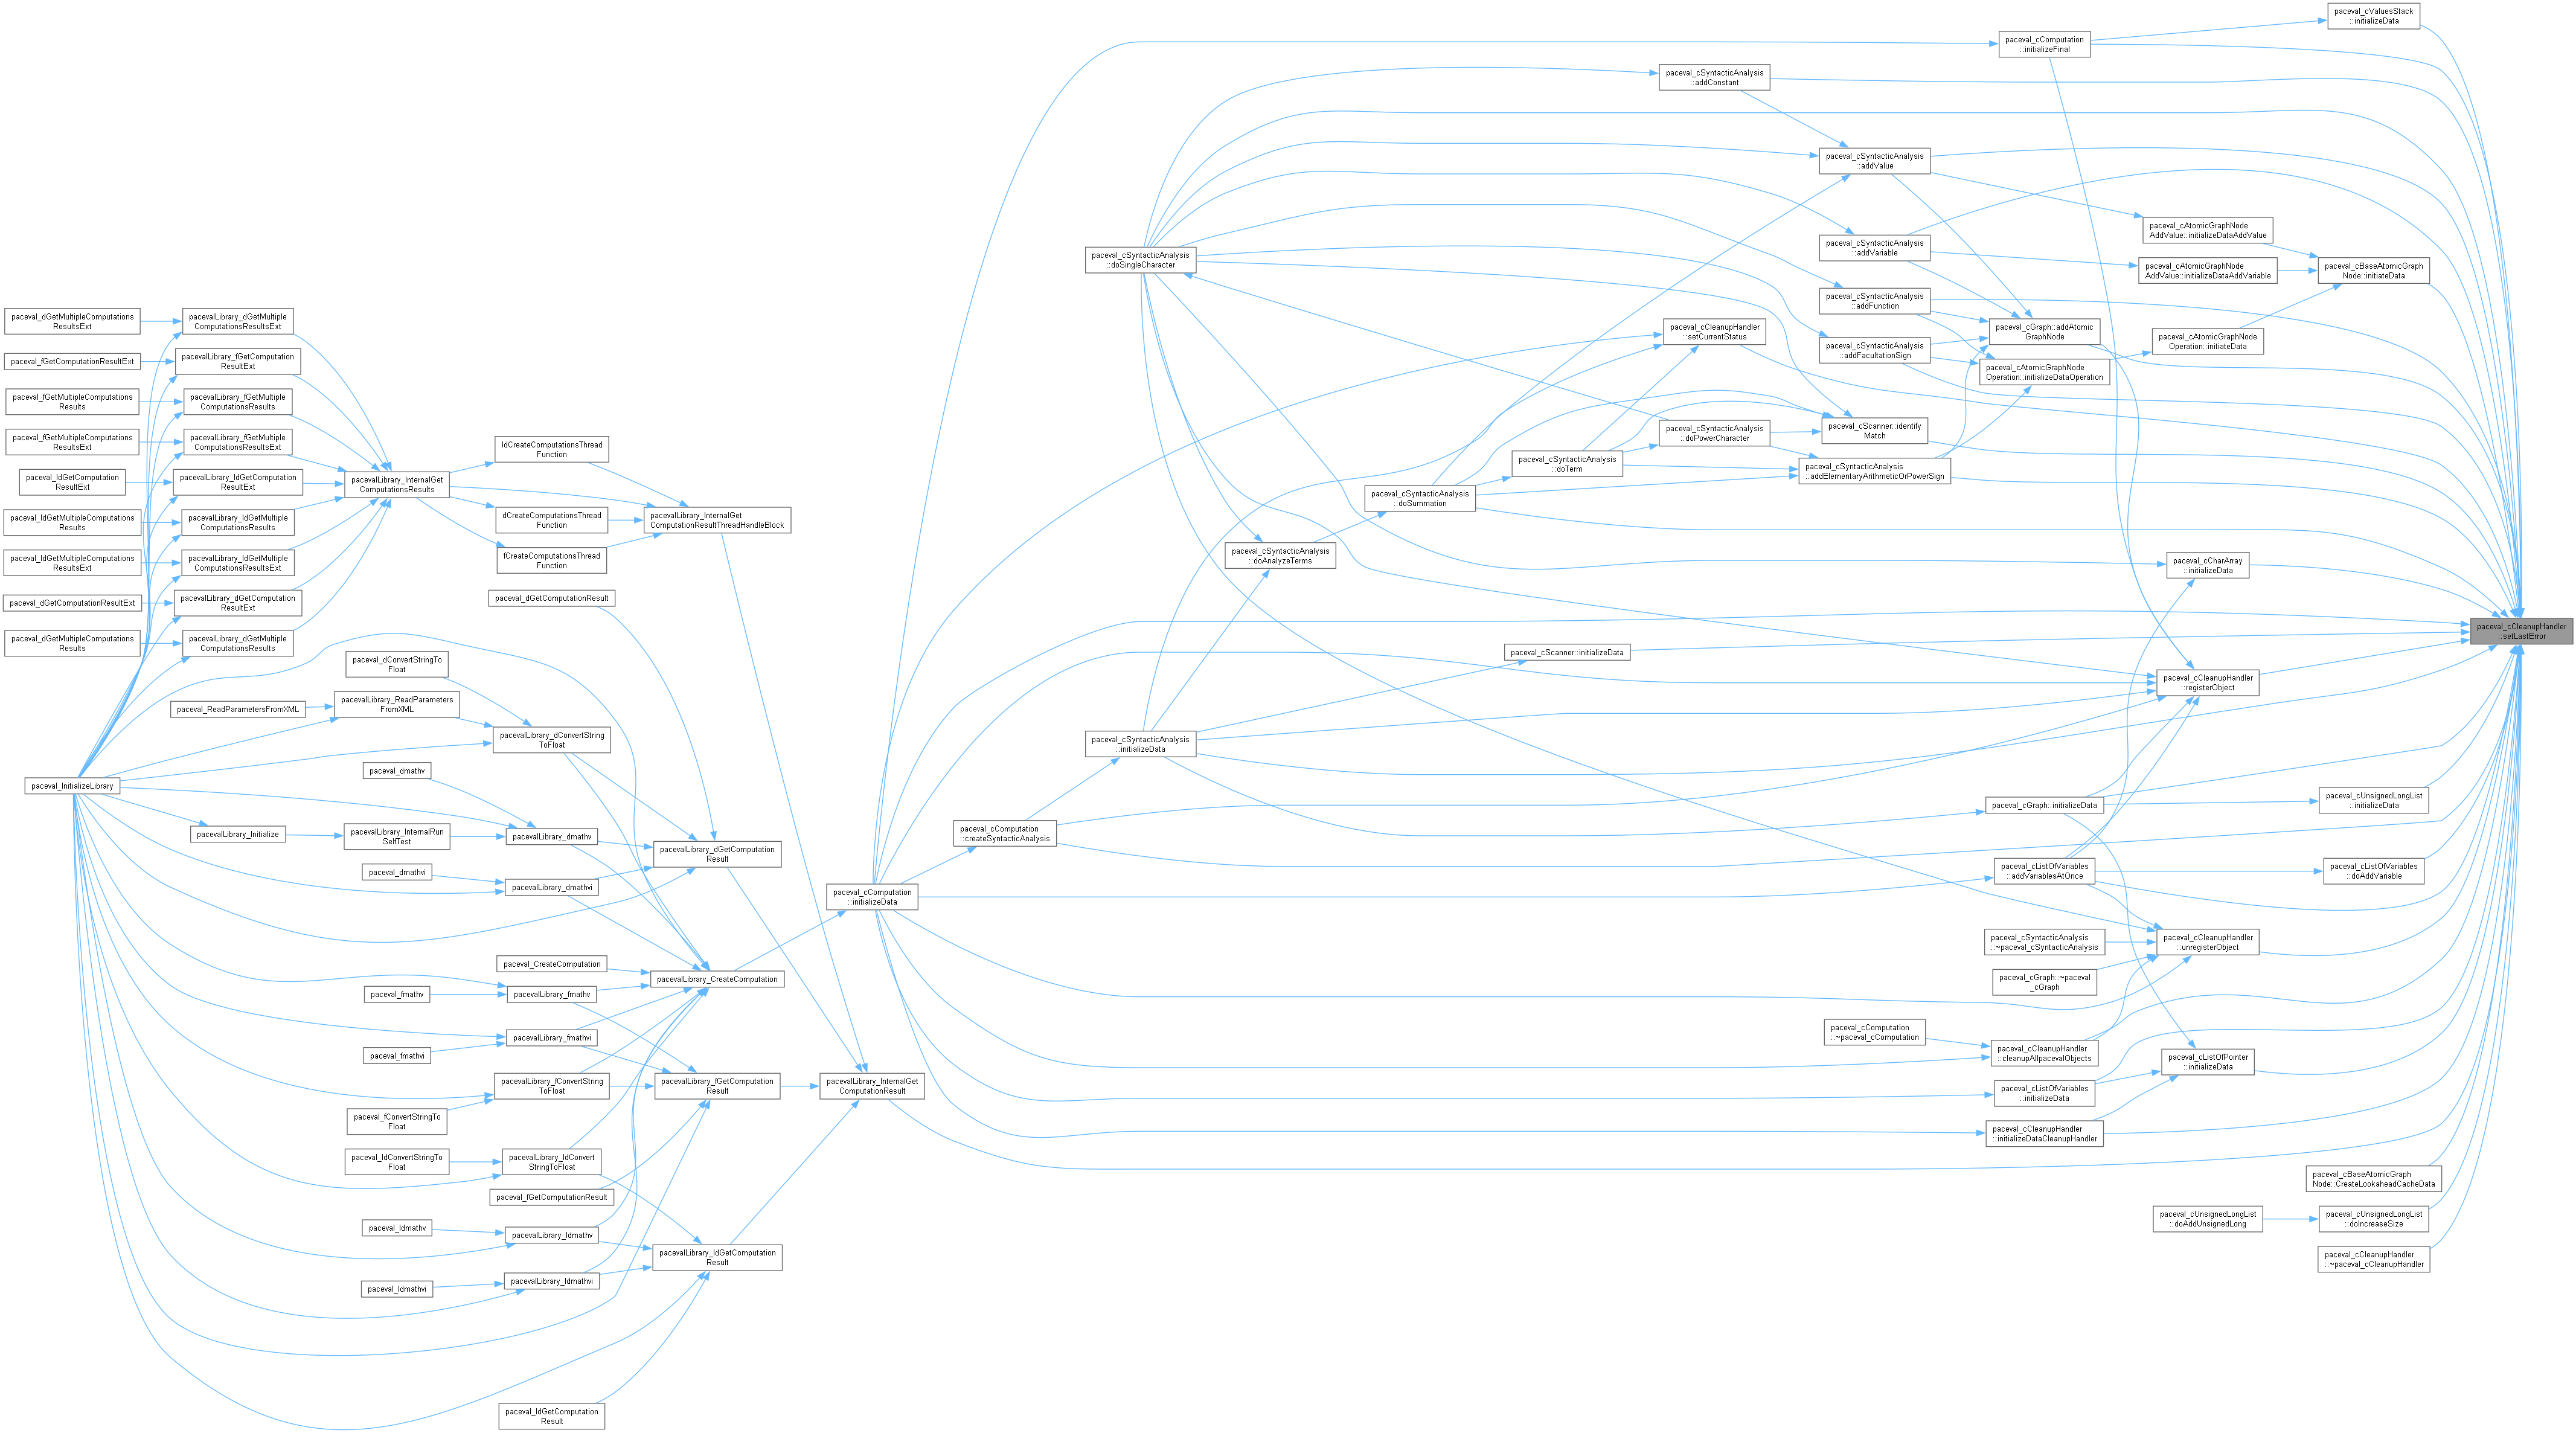 paceval_dGetMultipleComputations
ResultsExt
paceval_fGetComputationResultExt
paceval_fGetMultipleComputations
Results
paceval_fGetMultipleComputations
ResultsExt
paceval_ldGetComputation
ResultExt
paceval_ldGetMultipleComputations
Results
paceval_ldGetMultipleComputations
ResultsExt
paceval_dGetComputationResultExt
paceval_dGetMultipleComputations
Results
paceval_InitializeLibrary
pacevalLibrary_dGetMultiple
ComputationsResultsExt
pacevalLibrary_fGetComputation
ResultExt
pacevalLibrary_fGetMultiple
ComputationsResults
pacevalLibrary_fGetMultiple
ComputationsResultsExt
pacevalLibrary_ldGetComputation
ResultExt
pacevalLibrary_ldGetMultiple
ComputationsResults
pacevalLibrary_ldGetMultiple
ComputationsResultsExt
pacevalLibrary_dGetComputation
ResultExt
pacevalLibrary_dGetMultiple
ComputationsResults
paceval_ReadParametersFromXML
pacevalLibrary_Initialize
pacevalLibrary_InternalGet
ComputationsResults
paceval_dConvertStringTo
Float
pacevalLibrary_ReadParameters
FromXML
paceval_dmathv
pacevalLibrary_InternalRun
SelfTest
paceval_dmathvi
paceval_fmathv
paceval_fmathvi
paceval_fConvertStringTo
Float
paceval_ldConvertStringTo
Float
paceval_ldmathv
paceval_ldmathvi
ldCreateComputationsThread
Function
dCreateComputationsThread
Function
fCreateComputationsThread
Function
paceval_dGetComputationResult
pacevalLibrary_dConvertString
ToFloat
pacevalLibrary_dmathv
pacevalLibrary_dmathvi
paceval_CreateComputation
pacevalLibrary_fmathv
pacevalLibrary_fmathvi
pacevalLibrary_fConvertString
ToFloat
pacevalLibrary_ldConvert
StringToFloat
paceval_fGetComputationResult
pacevalLibrary_ldmathv
pacevalLibrary_ldmathvi
paceval_ldGetComputation
Result
pacevalLibrary_InternalGet
ComputationResultThreadHandleBlock
pacevalLibrary_dGetComputation
Result
pacevalLibrary_CreateComputation
pacevalLibrary_fGetComputation
Result
pacevalLibrary_ldGetComputation
Result
paceval_cComputation
::initializeData
pacevalLibrary_InternalGet
ComputationResult
paceval_cComputation
::createSyntacticAnalysis
paceval_cSyntacticAnalysis
::doSingleCharacter
paceval_cSyntacticAnalysis
::initializeData
paceval_cSyntacticAnalysis
::doAnalyzeTerms
paceval_cSyntacticAnalysis
::doSummation
paceval_cSyntacticAnalysis
::doTerm
paceval_cScanner::initializeData
paceval_cSyntacticAnalysis
::addConstant
paceval_cCleanupHandler
::setCurrentStatus
paceval_cSyntacticAnalysis
::doPowerCharacter
paceval_cSyntacticAnalysis
::addValue
paceval_cSyntacticAnalysis
::addVariable
paceval_cSyntacticAnalysis
::addFunction
paceval_cSyntacticAnalysis
::addFacultationSign
paceval_cScanner::identify
Match
paceval_cSyntacticAnalysis
::addElementaryArithmeticOrPowerSign
paceval_cComputation
::~paceval_cComputation
paceval_cComputation
::initializeFinal
paceval_cGraph::addAtomic
GraphNode
paceval_cAtomicGraphNode
Operation::initializeDataOperation
paceval_cGraph::initializeData
paceval_cListOfVariables
::addVariablesAtOnce
paceval_cSyntacticAnalysis
::~paceval_cSyntacticAnalysis
paceval_cGraph::~paceval
_cGraph
paceval_cCleanupHandler
::cleanupAllpacevalObjects
paceval_cListOfVariables
::initializeData
paceval_cCleanupHandler
::initializeDataCleanupHandler
paceval_cAtomicGraphNode
AddValue::initializeDataAddValue
paceval_cAtomicGraphNode
AddValue::initializeDataAddVariable
paceval_cAtomicGraphNode
Operation::initiateData
paceval_cCharArray
::initializeData
paceval_cCleanupHandler
::registerObject
paceval_cCleanupHandler
::unregisterObject
paceval_cListOfPointer
::initializeData
paceval_cUnsignedLongList
::doAddUnsignedLong
paceval_cValuesStack
::initializeData
paceval_cBaseAtomicGraph
Node::initiateData
paceval_cUnsignedLongList
::initializeData
paceval_cListOfVariables
::doAddVariable
paceval_cBaseAtomicGraph
Node::CreateLookaheadCacheData
paceval_cUnsignedLongList
::doIncreaseSize
paceval_cCleanupHandler
::~paceval_cCleanupHandler
paceval_cCleanupHandler
::setLastError